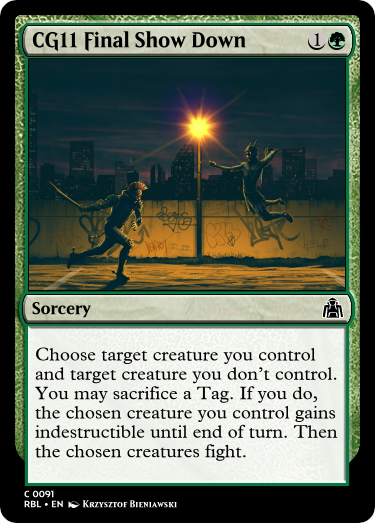 CG11 Final Show Down 1
Sorcery
Choose target creature you control
and target creature you don't control.
You may sacrifice a Tag. If you do,
the chosen creature you control gains
indestructible until end of turn. Then
the chosen creatures fight.
C 0091
RBL • EN Krzysztof Bieniawski